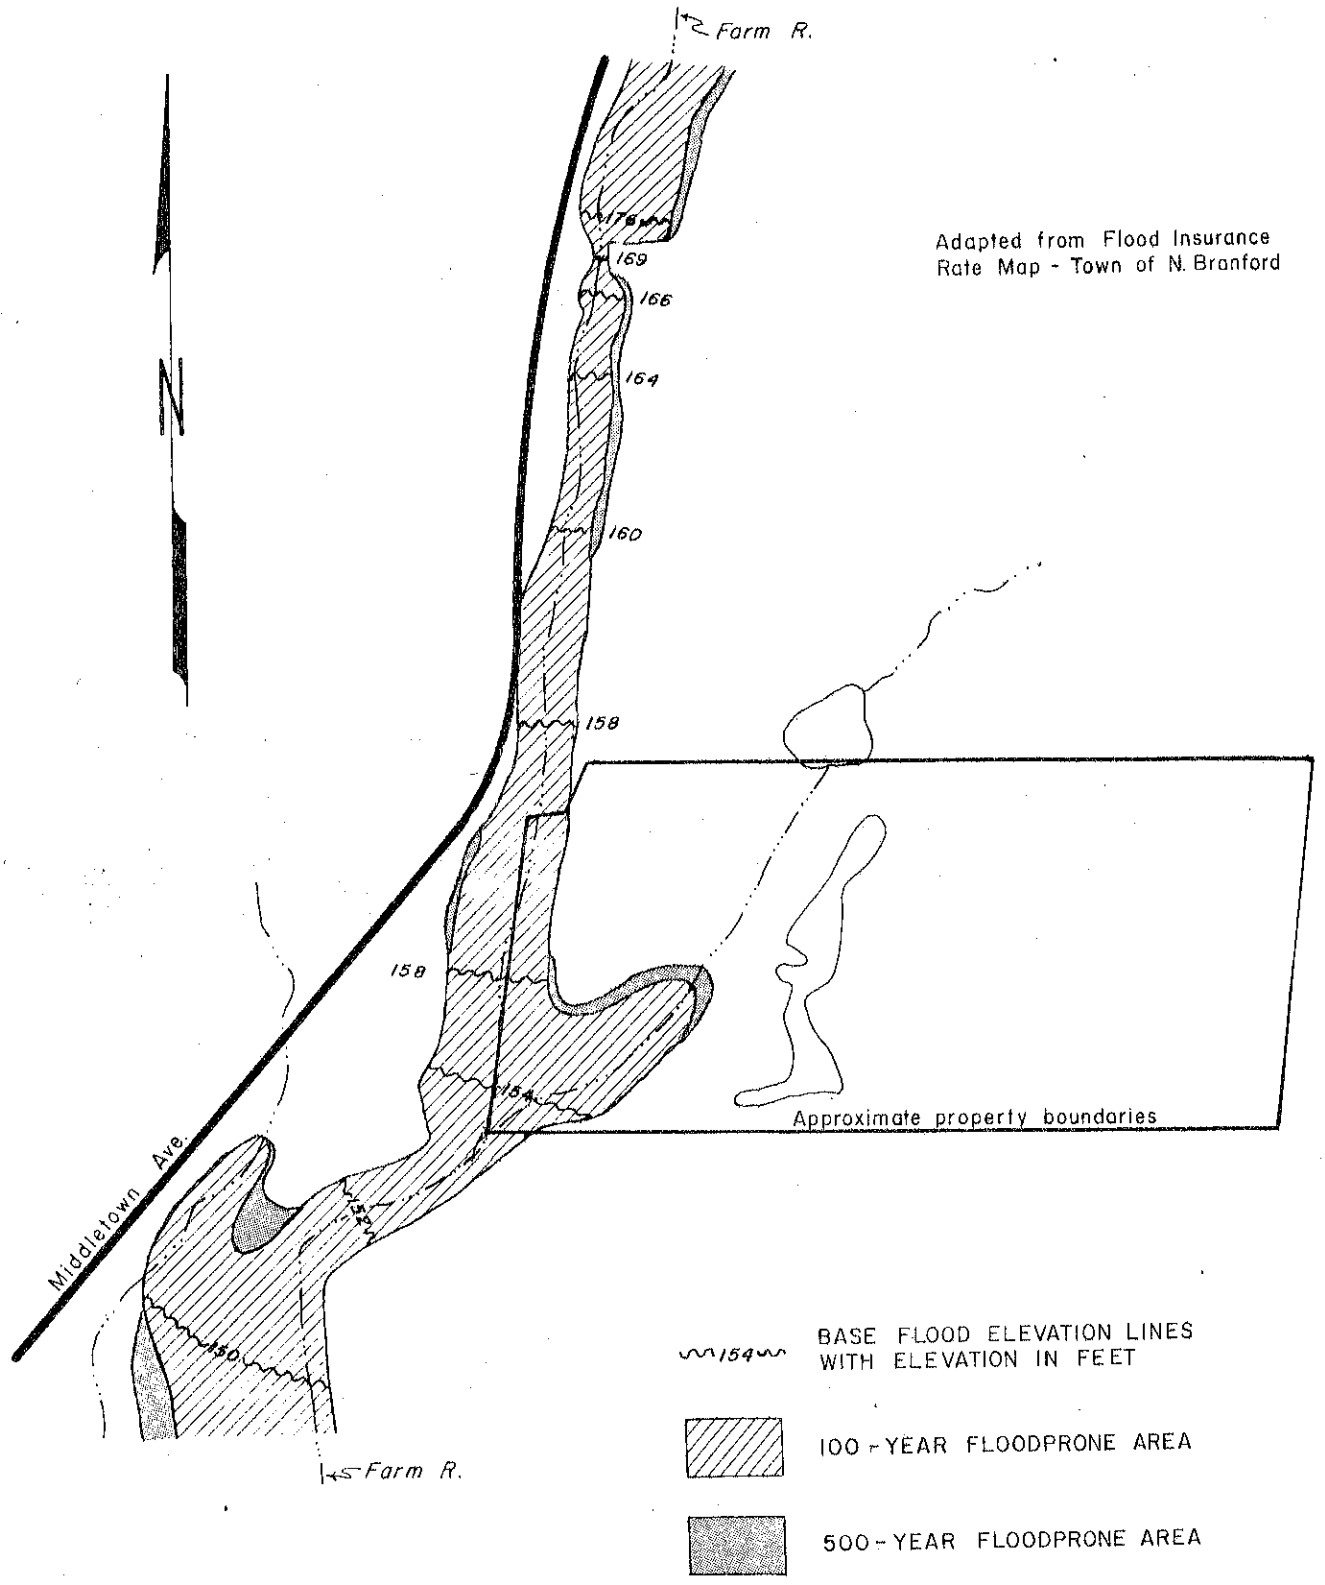 Farm R.
Adapted from Flood Insurance
Rate Map - Town of N. Branford
N
176
169
166
164
160
158
158
154
Approximate property boundaries
Middletown Ave.
152
150
154
BASE FLOOD ELEVATION LINES
WITH ELEVATION IN FEET
100-YEAR FLOODPRONE AREA
Farm R.
500-YEAR FLOODPRONE AREA